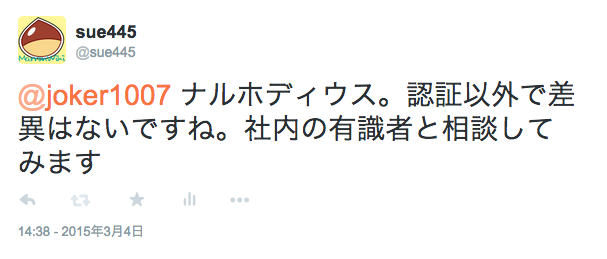 sue445
@sue445
@joker1007 ナルホディウス。認証以外で差
異はないですね。社内の有識者と相談して
みます
14:38 - 2015年3月4日